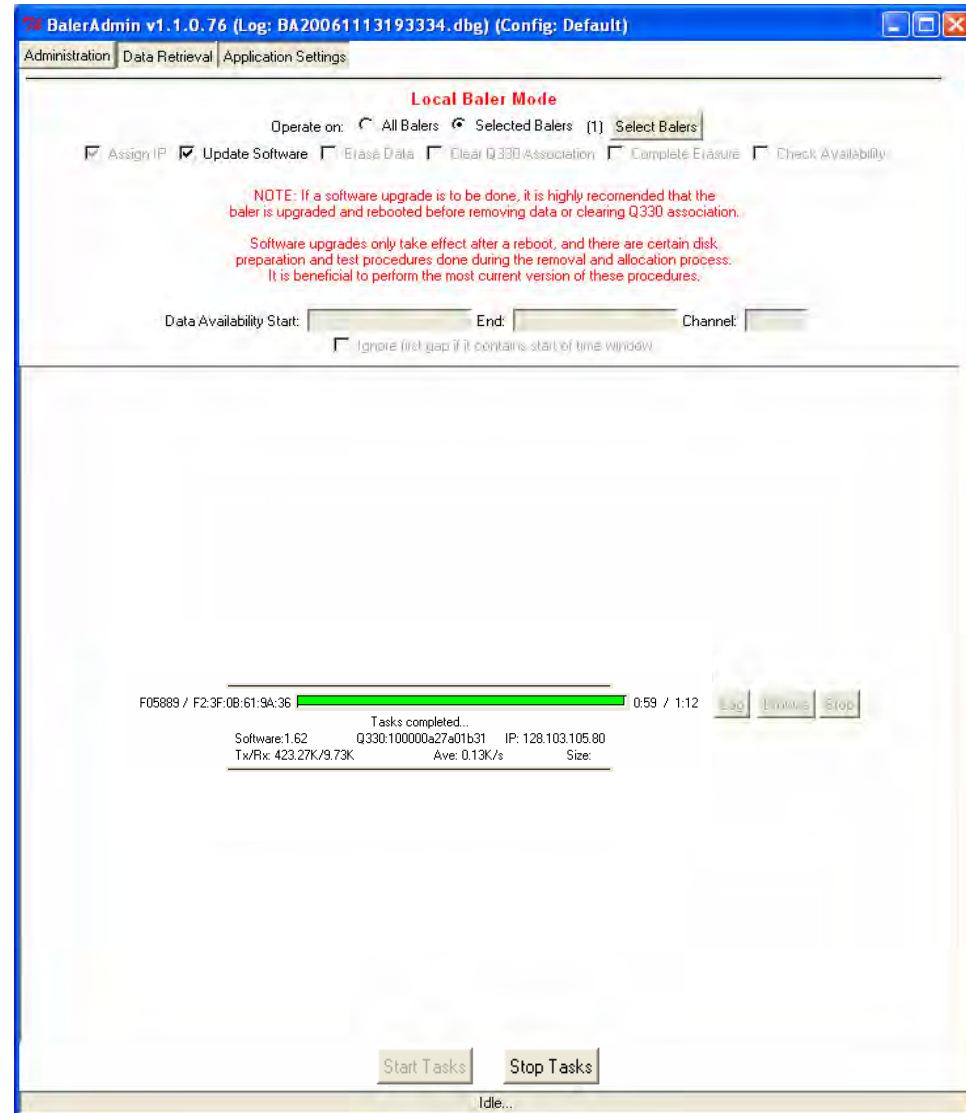 BalerAdmin v1.1.0.76 (Log: BA20061113193334.dbg) (Config: Default)
Administration Data Retrieval Application Settings
Local Baler Mode
Operate on: All Balers Selected Balers (1) Select Balers
Assign IP Update Software Erase Data Clear Q330 Association Complete Erasure Check Availability
NOTE: If a software upgrade is to be done, it is highly recomended that the
baler is upgraded and rebooted before removing data or clearing Q330 association.
Software upgrades only take effect after a reboot, and there are certain disk
preparation and test procedures done during the removal and allocation process.
It is beneficial to perform the most current version of these procedures.
Data Availability Start: End: Channel:
Ignore first gap if it contains start of time window
F05889 / F2:3F:0B:61:9A:36 0:59 / 1:12 Log Browse Stop
Tasks completed...
Software:1.62 Q330:100000a27a01b31 IP: 128.103.105.80
Tx/Rx: 423.27K/9.73K Ave: 0.13K/s Size:
Start Tasks Stop Tasks
Idle...